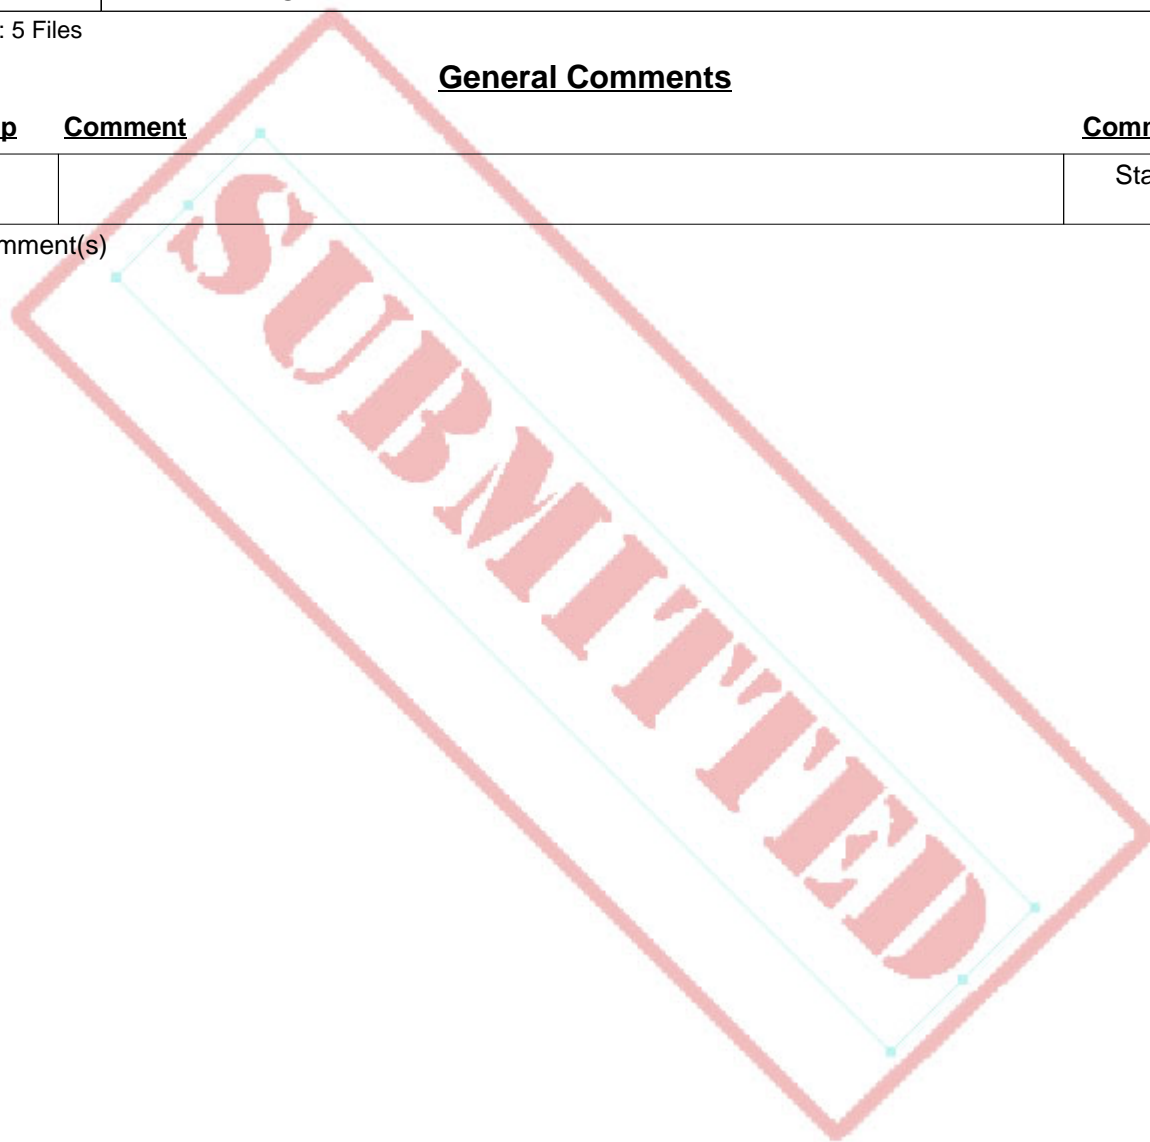 : 5 Files
General Comments
p Comment Comm
Sta
mment(s)
SUBMITTED